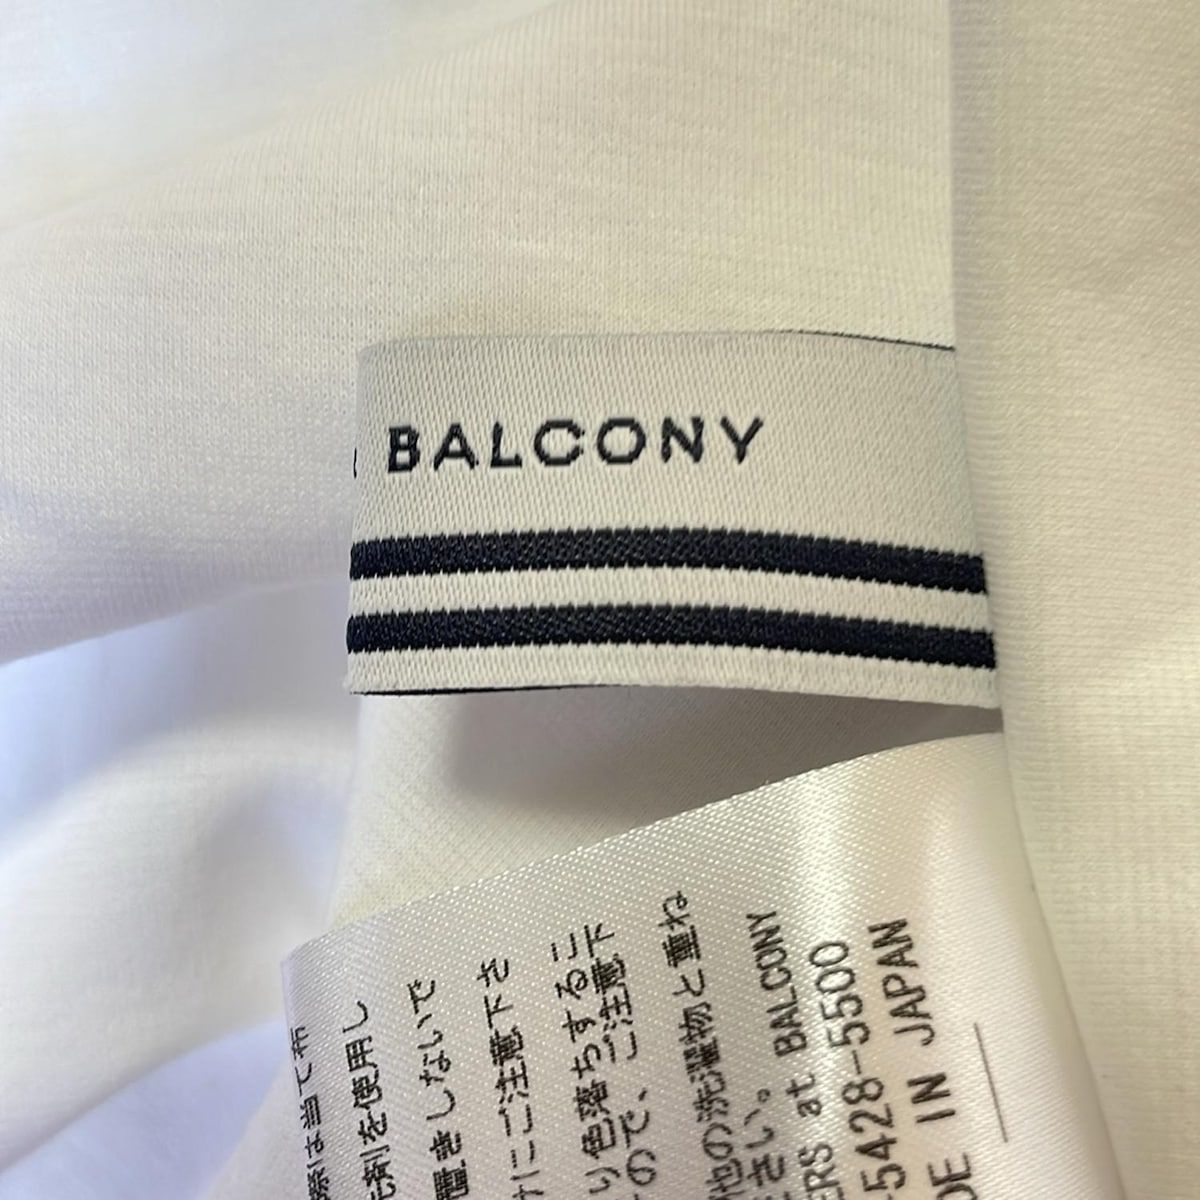 BALCONY
際は当て布
剤を使用し
置きしないで
にご注意下さ
り色落ちするこ
ので、ご注意下
他の洗濯物と重ね
さい。
ERS at BALCONY
-5428-5500
DE IN JAPAN